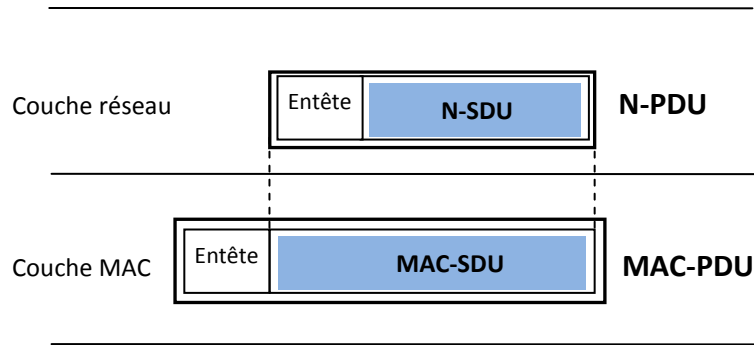 Couche réseau
Entête
N-SDU
N-PDU
Couche MAC
Entête
MAC-SDU
MAC-PDU